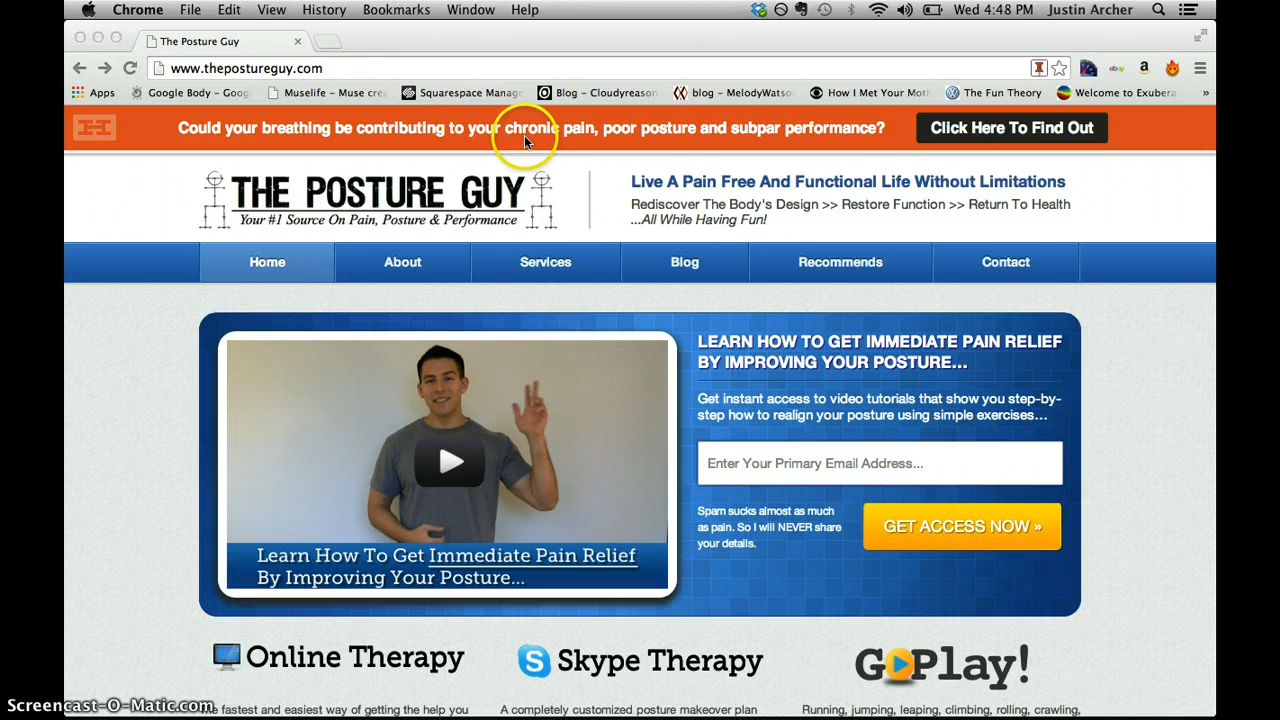 Chrome File Edit View History Bookmarks Window Help Wed 4:48 PM Justin Archer
The Posture Guy
www.thepostureguy.com
Apps Google Body - Goog Muselife - Muse crea Squarespace Manage Blog - Cloudyreason blog - MelodyWatso How I Met Your Moth The Fun Theory Welcome to Exubera »
Could your breathing be contributing to your chronic pain, poor posture and subpar performance? Click Here To Find Out
THE POSTURE GUY
Your #1 Source On Pain, Posture & Performance
Live A Pain Free And Functional Life Without Limitations
Rediscover The Body's Design >> Restore Function >> Return To Health
...All While Having Fun!
Home About Services Blog Recommends Contact
LEARN HOW TO GET IMMEDIATE PAIN RELIEF
BY IMPROVING YOUR POSTURE...
Get instant access to video tutorials that show you step-by-
step how to realign your posture using simple exercises...
Enter Your Primary Email Address...
Spam sucks almost as much
as pain. So I will NEVER share
your details.
GET ACCESS NOW »
Learn How To Get Immediate Pain Relief
By Improving Your Posture...
Online Therapy Skype Therapy GoPlay!
fastest and easiest way of getting the help you
A completely customized posture makeover plan
Running, jumping, leaping, climbing, rolling, crawling,
Screencast-O-Matic.com